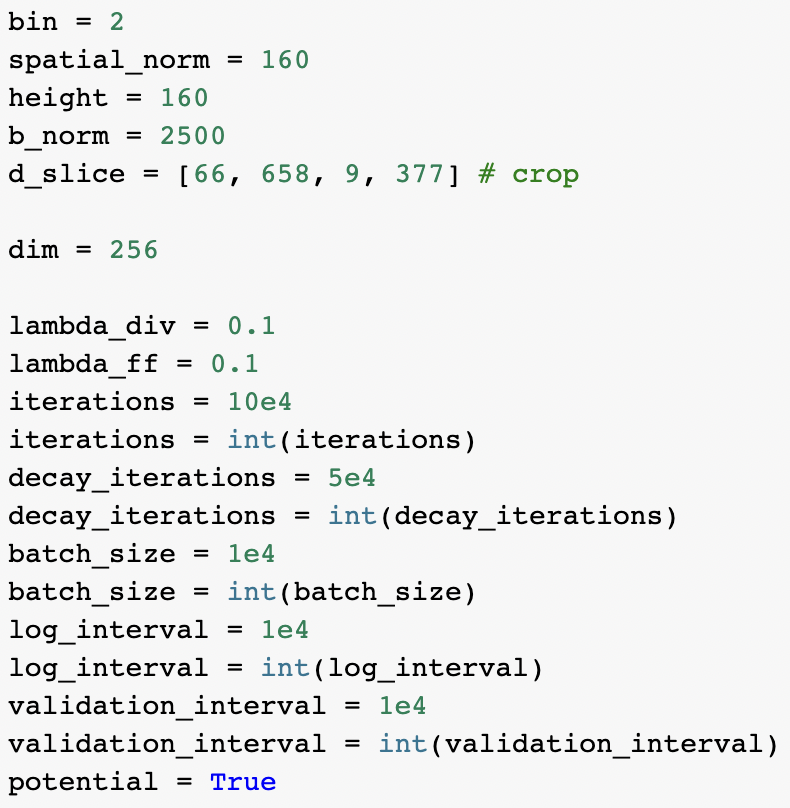 bin = 2
spatial_norm = 160
height = 160
b_norm = 2500
d_slice = [66, 658, 9, 377] # crop
dim = 256
lambda_div = 0.1
lambda_ff = 0.1
iterations = 10e4
iterations = int(iterations)
decay_iterations = 5e4
decay_iterations = int(decay_iterations)
batch_size = 1e4
batch_size = int(batch_size)
log_interval = 1e4
log_interval = int(log_interval)
validation_interval = 1e4
validation_interval = int(validation_interval)
potential = True